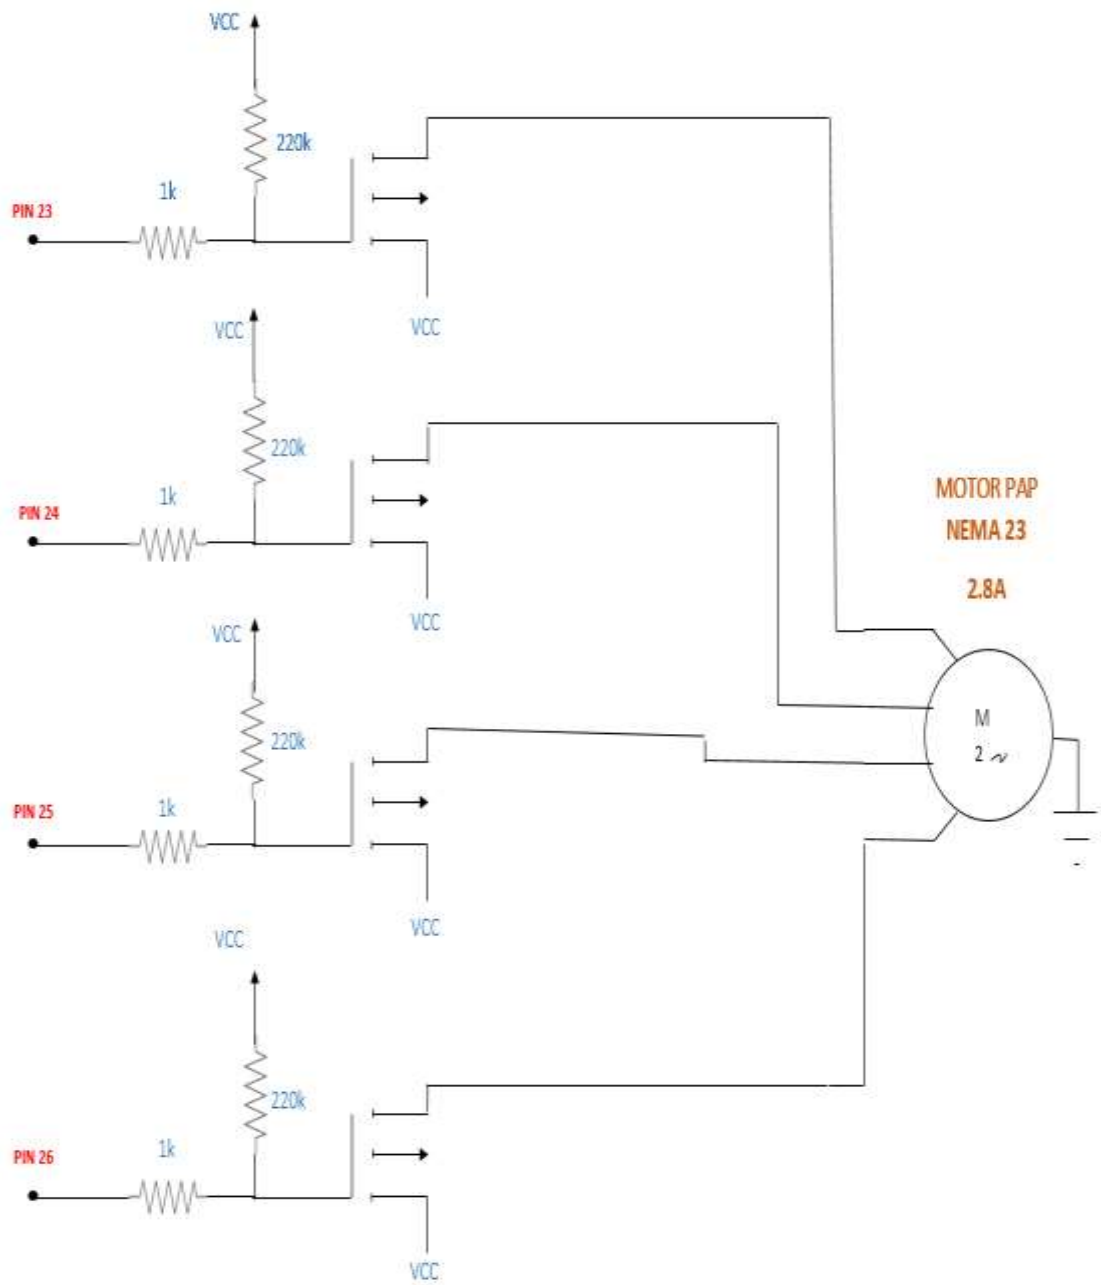 VCC
220k
1k
PIN 23
VCC
VCC
220k
1k
PIN 24
VCC
MOTOR PAP
NEMA 23
2.8A
VCC
220k
1k
PIN 25
VCC
M
2 ~
VCC
220k
1k
PIN 26
VCC